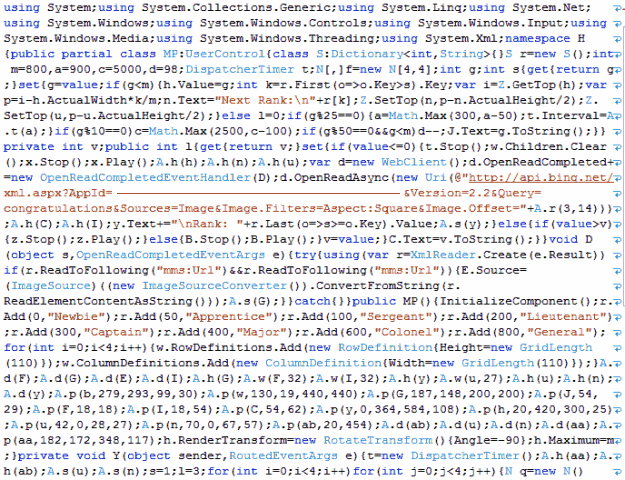 using System;using System.Collections.Generic;using System.Linq;using System.Net;
using System.Windows;using System.Windows.Controls;using System.Windows.Input;using
System.Windows.Media;using System.Windows.Threading;using System.Xml;namespace H
{public partial class MP:UserControl{class S:Dictionary<int,String>{}S r=new S();int
m=800,a=900,c=5000,d=98;DispatcherTimer t;N[,]f=new N[4,4];int g;int s{get{return g
;}set{g=value;if(g<m){h.Value=g;int k=r.First(o=>o.Key>s).Key;var i=Z.GetTop(h);var
p=i-h.ActualWidth*k/m;n.Text="Next Rank:\n"+r[k];Z.SetTop(n,p-n.ActualHeight/2);Z.
SetTop(u,p-u.ActualHeight/2);}else l=0;if(g%25==0){a=Math.Max(300,a-50);t.Interval=A
.t(a);}if(g%10==0)c=Math.Max(2500,c-100);if(g%50==0&&g<m)d--;J.Text=g.ToString();}}
private int v;public int l{get{return v;}set{if(value<=0){t.Stop();w.Children.Clear
();x.Stop();x.Play();A.h(h);A.h(n);A.h(u);var d=new WebClient();d.OpenReadCompleted+
=new OpenReadCompletedEventHandler(D);d.OpenReadAsync(new Uri(@"http://api.bing.net/
xml.aspx?AppId= &Version=2.2&Query=
congratulations&Sources=Image&Image.Filters=Aspect:Square&Image.Offset="+A.r(3,14)))
;A.h(C);A.h(I);y.Text+="\nRank: "+r.Last(o=>s>=o.Key).Value;A.s(y);}else{if(value>v)
{z.Stop();z.Play();}else{B.Stop();B.Play();}v=value;}C.Text=v.ToString();}}void D
(object s,OpenReadCompletedEventArgs e){try{using(var r=XmlReader.Create(e.Result))
if(r.ReadToFollowing("mms:Url")&&r.ReadToFollowing("mms:Url")){E.Source=
(ImageSource)((new ImageSourceConverter()).ConvertFromString(r.
ReadElementContentAsString()));A.s(G);}}catch{}}public MP(){InitializeComponent();r.
Add(0,"Newbie");r.Add(50,"Apprentice");r.Add(100,"Sergeant");r.Add(200,"Lieutenant")
;r.Add(300,"Captain");r.Add(400,"Major");r.Add(600,"Colonel");r.Add(800,"General");
for(int i=0;i<4;i++){w.RowDefinitions.Add(new RowDefinition{Height=new GridLength
(110)});w.ColumnDefinitions.Add(new ColumnDefinition{Width=new GridLength(110)});}A.
d(F);A.d(G);A.d(E);A.d(I);A.h(G);A.w(F,32);A.w(I,32);A.h(y);A.w(u,27);A.h(u);A.h(n);
A.d(y);A.p(b,279,293,99,30);A.p(w,130,19,440,440);A.p(G,187,148,200,200);A.p(J,54,
29);A.p(F,18,18);A.p(I,18,54);A.p(C,54,62);A.p(y,0,364,584,108);A.p(h,20,420,300,25)
;A.p(u,42,0,28,27);A.p(n,70,0,67,57);A.p(ab,20,454);A.d(ab);A.d(u);A.d(n);A.d(aa);A.
p(aa,182,172,348,117);h.RenderTransform=new RotateTransform(){Angle=-90};h.Maximum=m
;}private void Y(object sender,RoutedEventArgs e){t=new DispatcherTimer();A.h(aa);A.
h(ab);A.s(u);A.s(n);s=1;l=3;for(int i=0;i<4;i++)for(int j=0;j<4;j++){N q=new N()